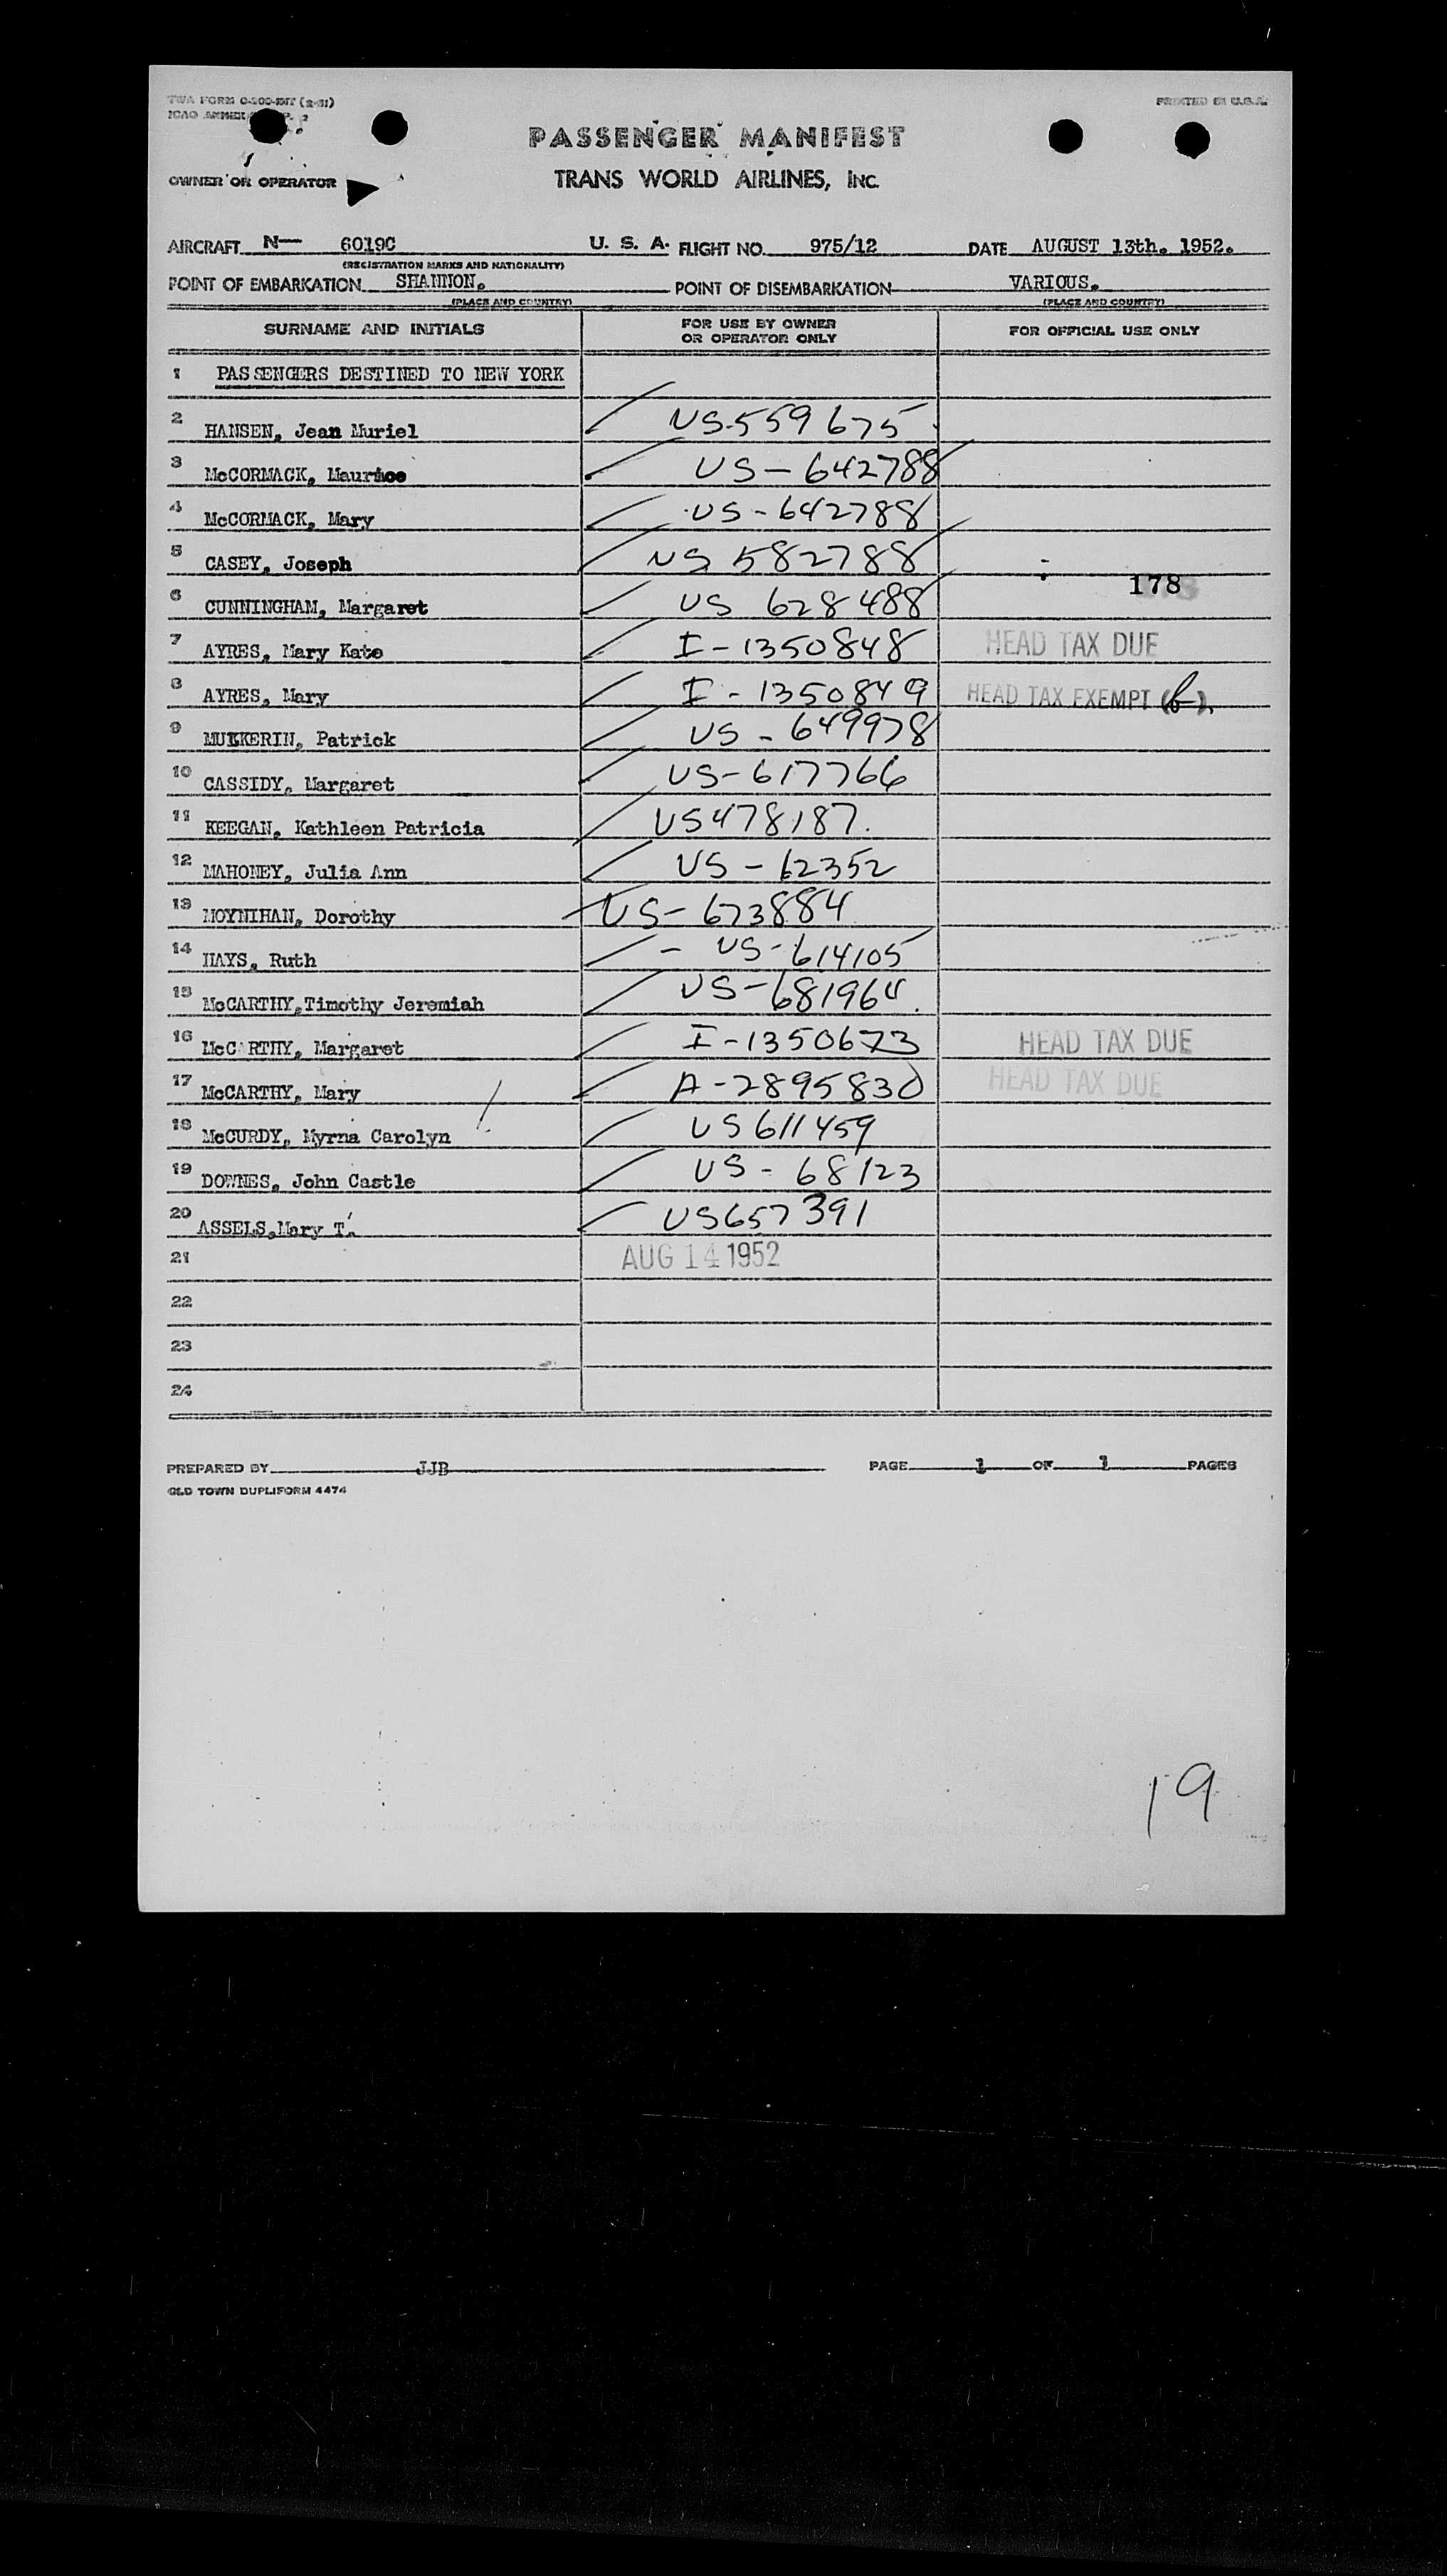 TWA FORM
PRINTED IN U.S.A.
PASSENGER MANIFEST
OWNER OR OPERATOR TRANS WORLD AIRLINES, INC.
AIRCRAFT N— 6019C U. S. A. FLIGHT NO. 975/12 DATE AUGUST 13th. 1952.
(REGISTRATION MARKS AND NATIONALITY)
POINT OF EMBARKATION SHANNON. POINT OF DISEMBARKATION VARIOUS.
(PLACE AND COUNTRY) (PLACE AND COUNTRY)
SURNAME AND INITIALS FOR USE BY OWNER OR OPERATOR ONLY FOR OFFICIAL USE ONLY
1 PASSENGERS DESTINED TO NEW YORK
2 HANSEN, Jean Muriel US-559675
3 McCORMACK, Maurice US-642788
4 McCORMACK, Mary US-642788
5 CASEY, Joseph US 582788
178
6 CUNNINGHAM, Margaret US 628488
7 AYRES, Mary Kate I-1350848 HEAD TAX DUE
8 AYRES, Mary I-1350849 HEAD TAX EXEMPT
9 MULKERIN, Patrick US-649978
10 CASSIDY, Margaret US-617766
11 KEEGAN, Kathleen Patricia US478187.
12 MAHONEY, Julia Ann US-62352
13 MOYNIHAN, Dorothy US-673884
14 HAYS, Ruth - US-614105
15 McCARTHY, Timothy Jeremiah US-681964
16 McCARTHY, Margaret I-1350673 HEAD TAX DUE
17 McCARTHY, Mary A-2895830 HEAD TAX DUE
18 McCURDY, Myrna Carolyn US611459
19 DOWNES, John Castle US-68123
20 ASSELS, Mary T. US657391
21 AUG 14 1952
22
23
24
PREPARED BY JJB PAGE 1 OF 1 PAGES
OLD TOWN DUPLIFORM 4474
19